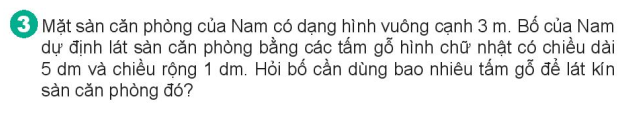 3 Mặt sàn căn phòng của Nam có dạng hình vuông cạnh 3 m. Bố của Nam
dự định lát sàn căn phòng bằng các tấm gỗ hình chữ nhật có chiều dài
5 dm và chiều rộng 1 dm. Hỏi bố cần dùng bao nhiêu tấm gỗ để lát kín
sàn căn phòng đó?